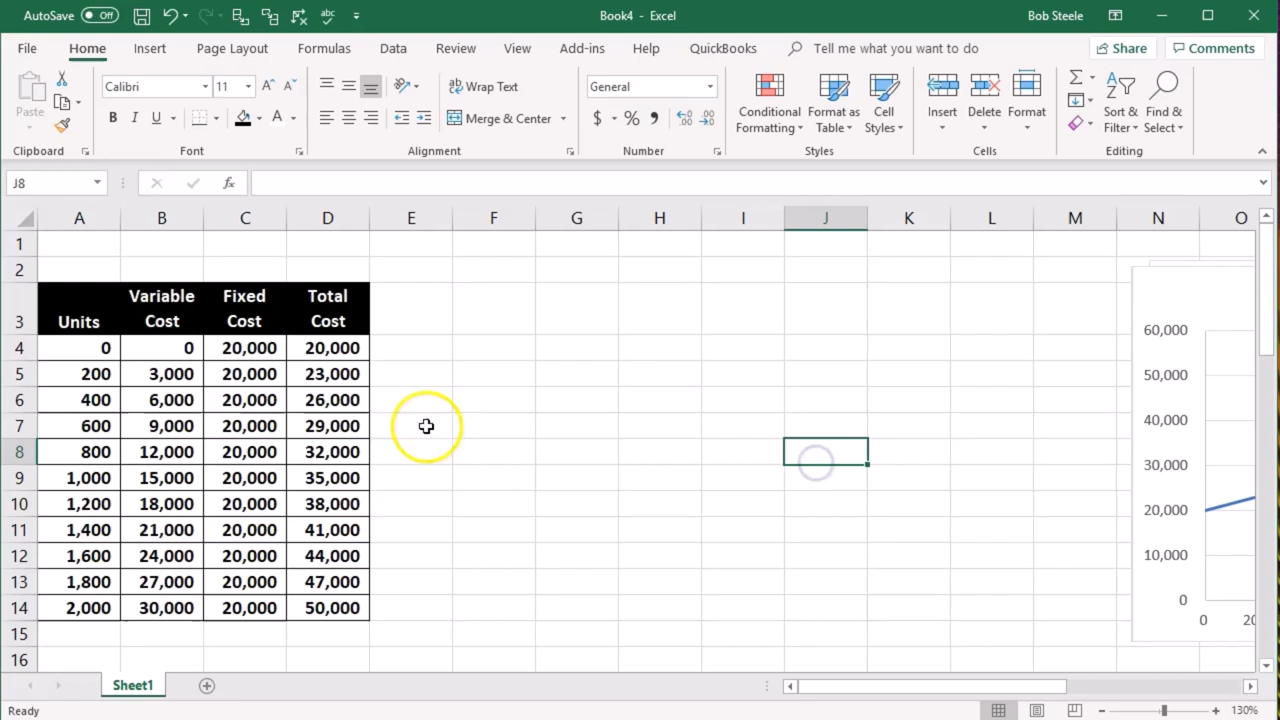 AutoSave Off abc Book4 - Excel Bob Steele
File Home Insert Draw Page Layout Formulas Data Review View Add-ins Help QuickBooks Tell me what you want to do Share Comments
Paste Calibri 11 A A Wrap Text General Conditional Formatting Format as Table Cell Styles Insert Delete Format Sort & Filter Find & Select
B I U A Merge & Center $ % , .00 .0
Clipboard Font Alignment Number Styles Cells Editing
J8 fx
A B C D E F G H I J K L M N O
1
2
3 Units Variable Cost Fixed Cost Total Cost
4 0 0 20,000 20,000
5 200 3,000 20,000 23,000
6 400 6,000 20,000 26,000
7 600 9,000 20,000 29,000
8 800 12,000 20,000 32,000
9 1,000 15,000 20,000 35,000
10 1,200 18,000 20,000 38,000
11 1,400 21,000 20,000 41,000
12 1,600 24,000 20,000 44,000
13 1,800 27,000 20,000 47,000
14 2,000 30,000 20,000 50,000
15
16
60,000
50,000
40,000
30,000
20,000
10,000
0
0 20
Sheet1
Ready 130%